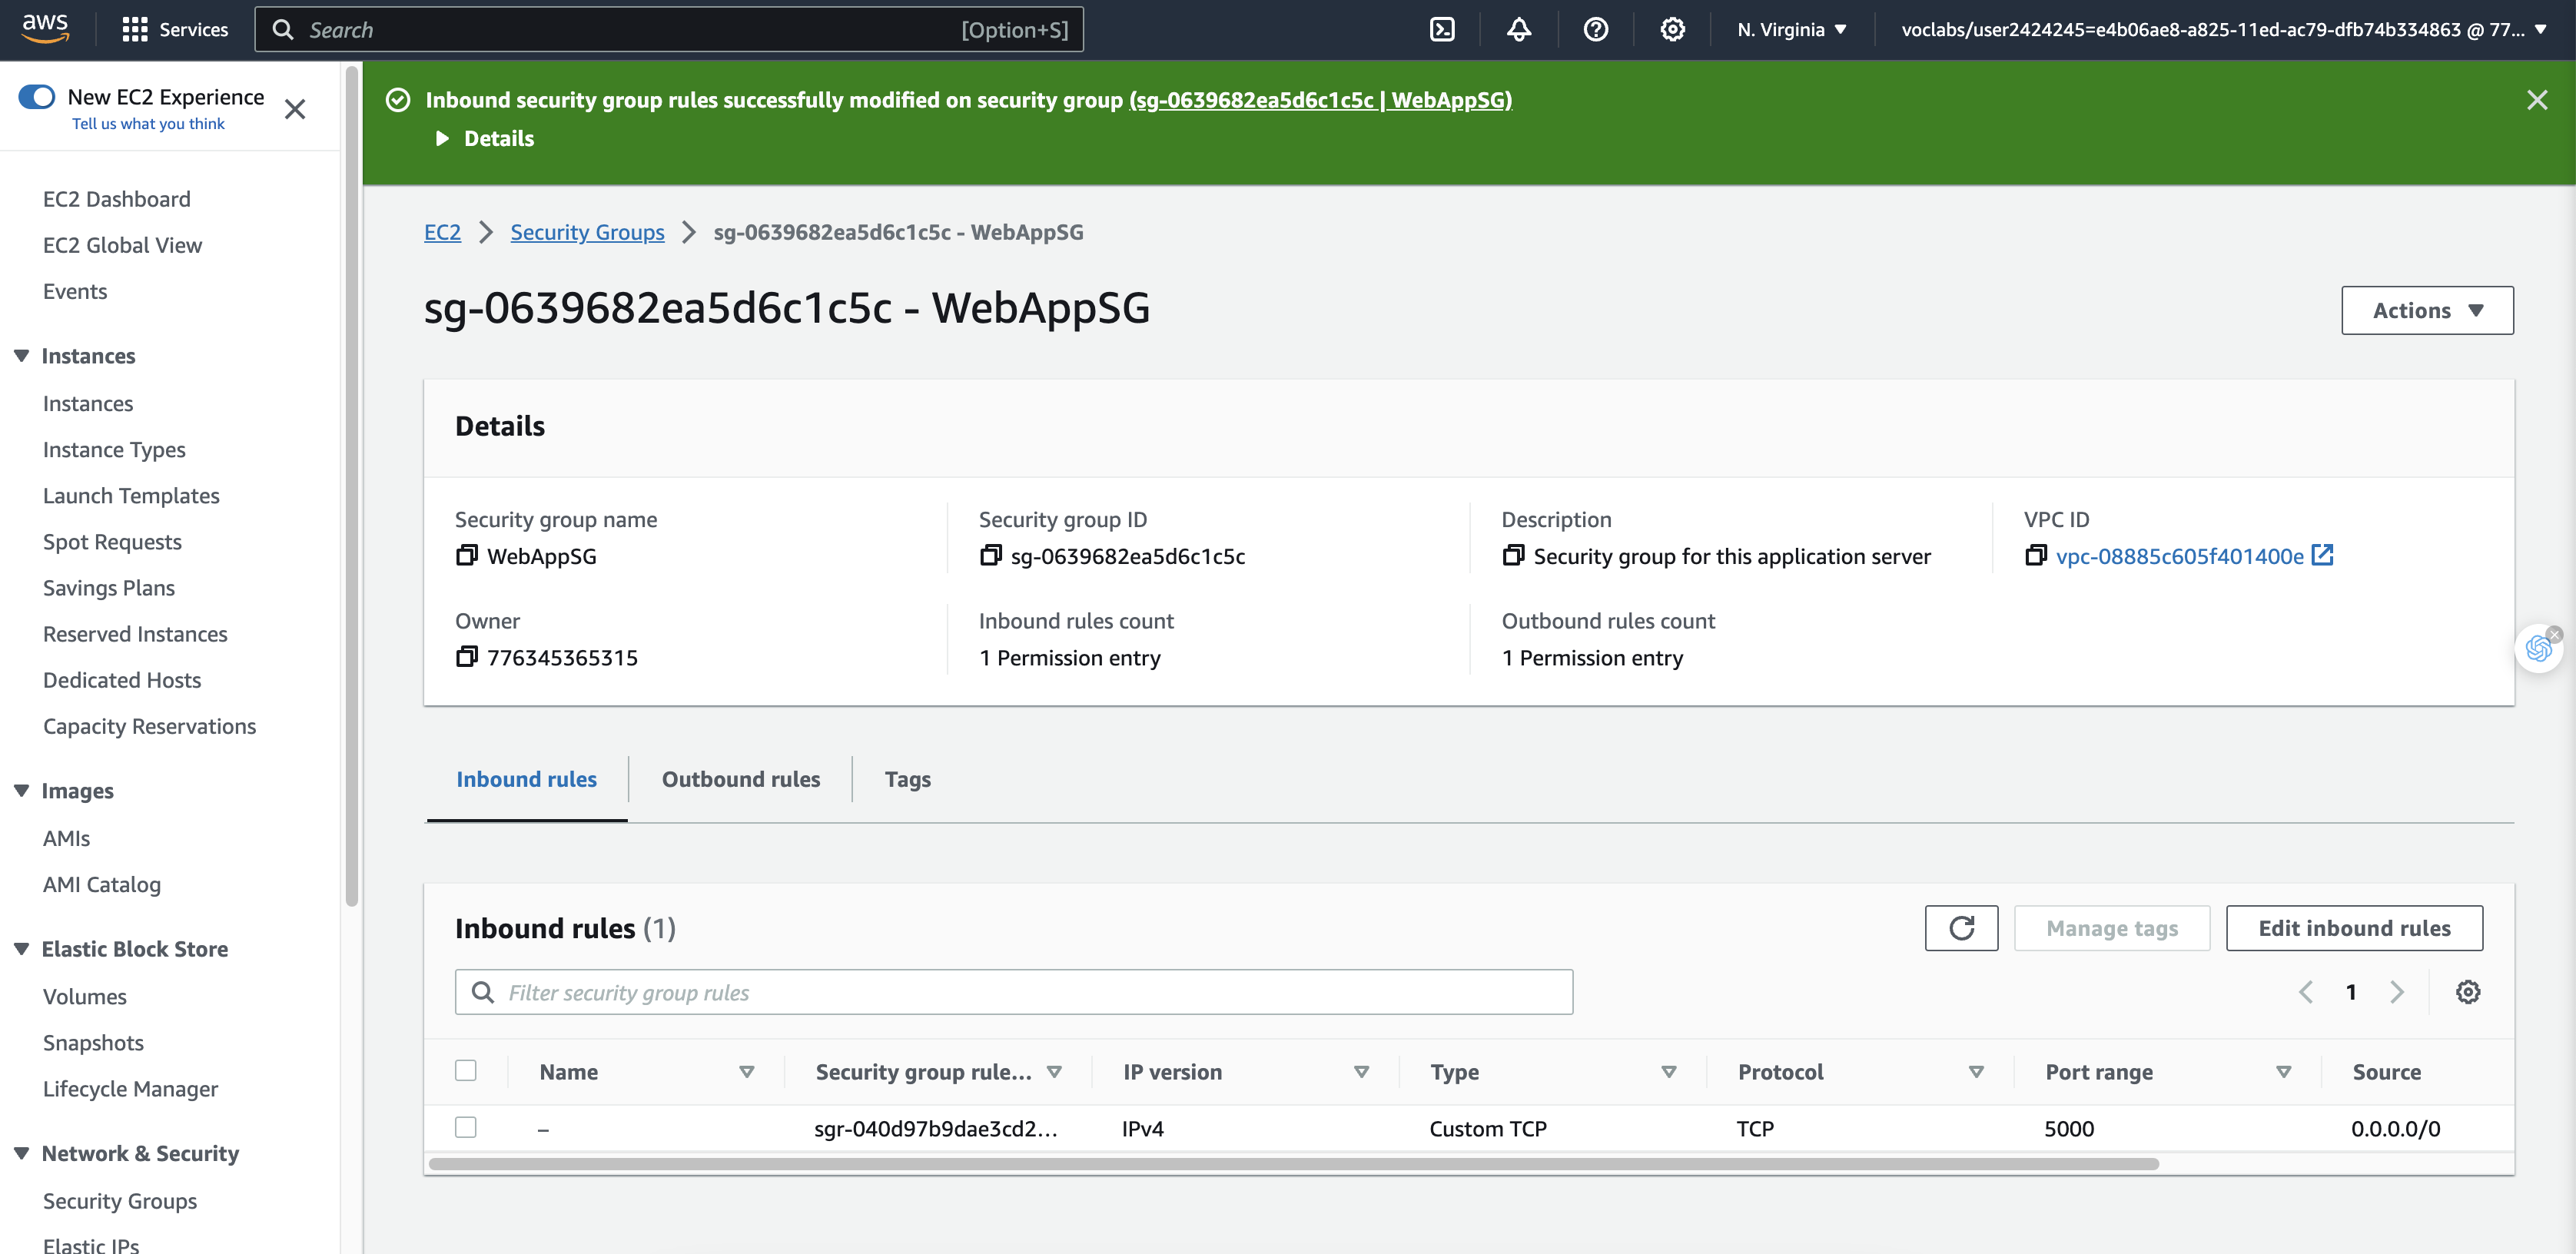 aws
Services
Search
[Option+S]
N. Virginia
voclabs/user2424245=e4b06ae8-a825-11ed-ac79-dfb74b334863 @ 77...
New EC2 Experience
Tell us what you think
EC2 Dashboard
EC2 Global View
Events
Instances
Instances
Instance Types
Launch Templates
Spot Requests
Savings Plans
Reserved Instances
Dedicated Hosts
Capacity Reservations
Images
AMIs
AMI Catalog
Elastic Block Store
Volumes
Snapshots
Lifecycle Manager
Network & Security
Security Groups
Elastic IPs
Inbound security group rules successfully modified on security group (sg-0639682ea5d6c1c5c | WebAppSG)
Details
EC2 > Security Groups > sg-0639682ea5d6c1c5c - WebAppSG
sg-0639682ea5d6c1c5c - WebAppSG
Actions
Details
Security group name
WebAppSG
Security group ID
sg-0639682ea5d6c1c5c
Description
Security group for this application server
VPC ID
vpc-08885c605f401400e
Owner
776345365315
Inbound rules count
1 Permission entry
Outbound rules count
1 Permission entry
Inbound rules
Outbound rules
Tags
Inbound rules (1)
Manage tags
Edit inbound rules
Filter security group rules
1
Name
Security group rule...
IP version
Type
Protocol
Port range
Source
–
sgr-040d97b9dae3cd2...
IPv4
Custom TCP
TCP
5000
0.0.0.0/0